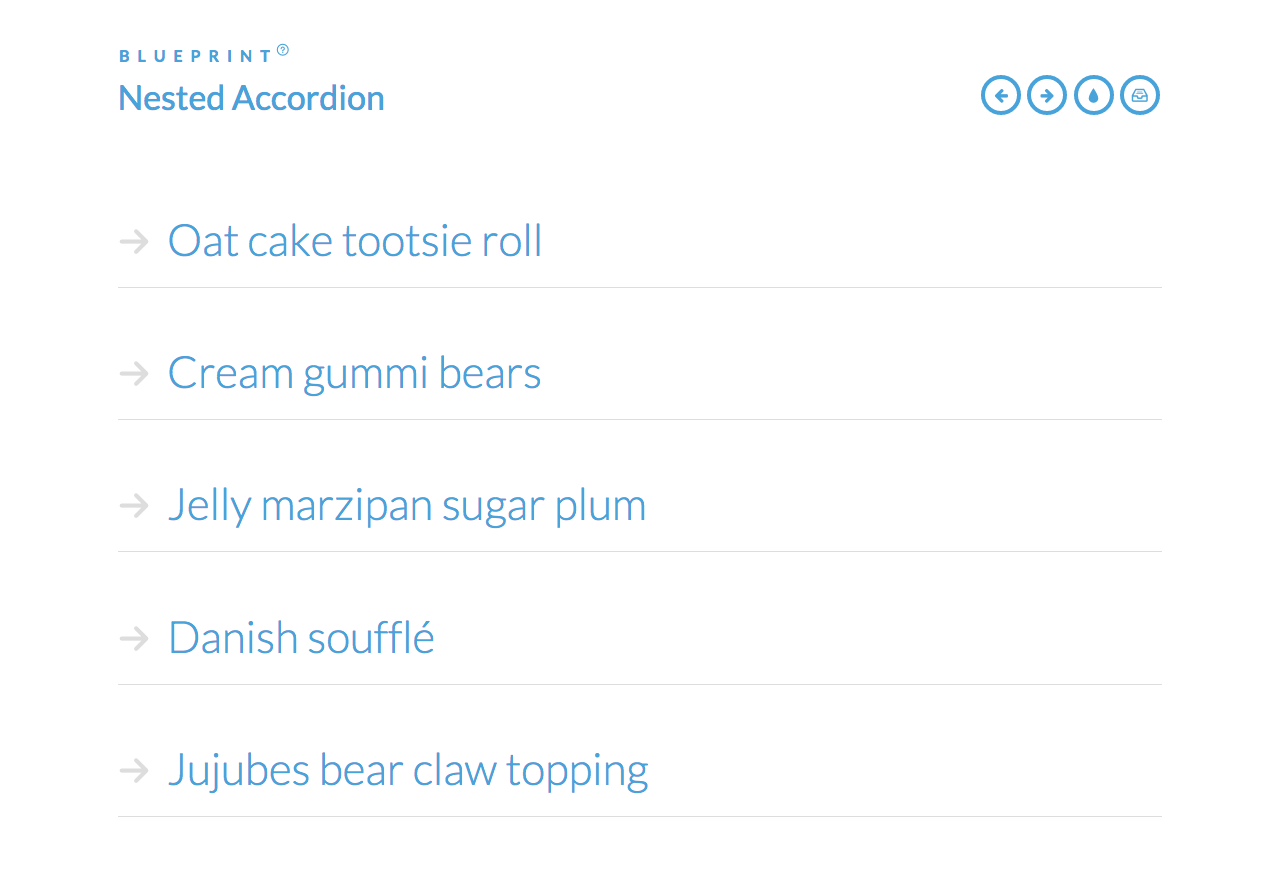 BLUEPRINT?
Nested Accordion
Oat cake tootsie roll
Cream gummi bears
Jelly marzipan sugar plum
Danish soufflé
Jujubes bear claw topping